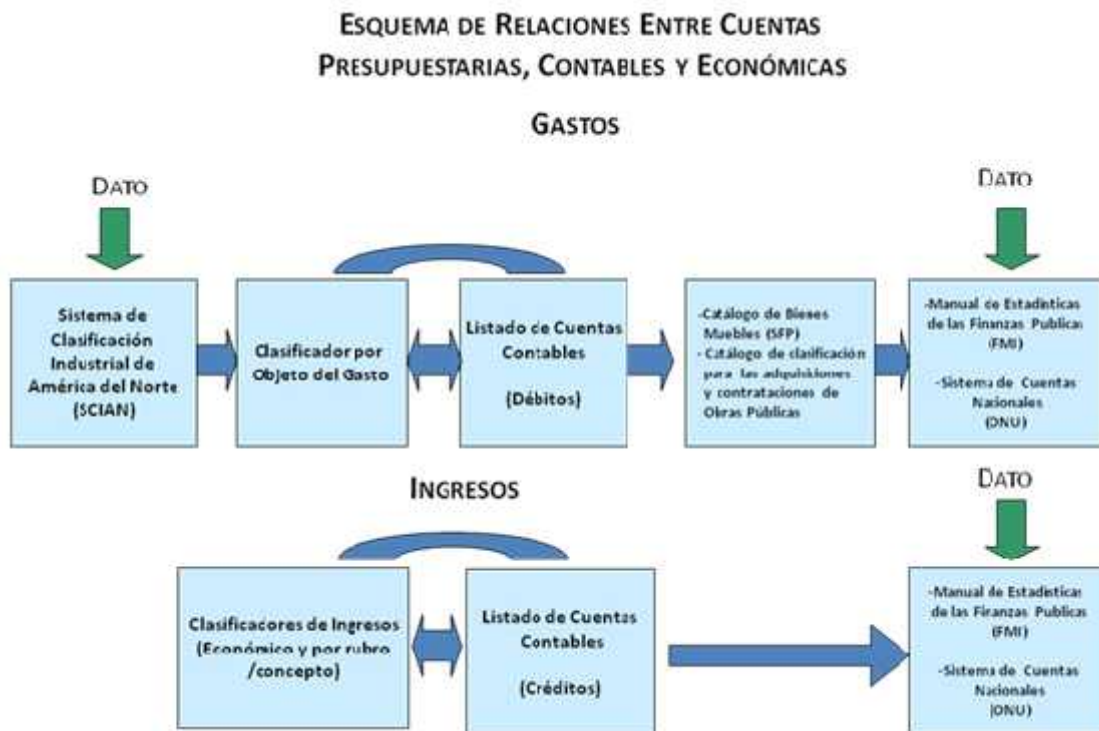 ESQUEMA DE RELACIONES ENTRE CUENTAS
PRESUPUESTARIAS, CONTABLES Y ECONÓMICAS
GASTOS
DATO
DATO
Sistema de
Clasificación
Industrial de
América del Norte
(SCIAN)
Clasificador por
Objeto del Gasto
Listado de Cuentas
Contables
(Débitos)
-Catálogo de Bienes
Muebles (SFP)
- Catálogo de clasificación
para las adquisiciones
y contrataciones de
Obras Públicas
-Manual de Estadísticas
de las Finanzas Publicas
(FMI)
-Sistema de Cuentas
Nacionales
(ONU)
INGRESOS
DATO
Clasificadores de Ingresos
(Económico y por rubro
/concepto)
Listado de Cuentas
Contables
(Créditos)
-Manual de Estadísticas
de las Finanzas Publicas
(FMI)
-Sistema de Cuentas
Nacionales
(ONU)